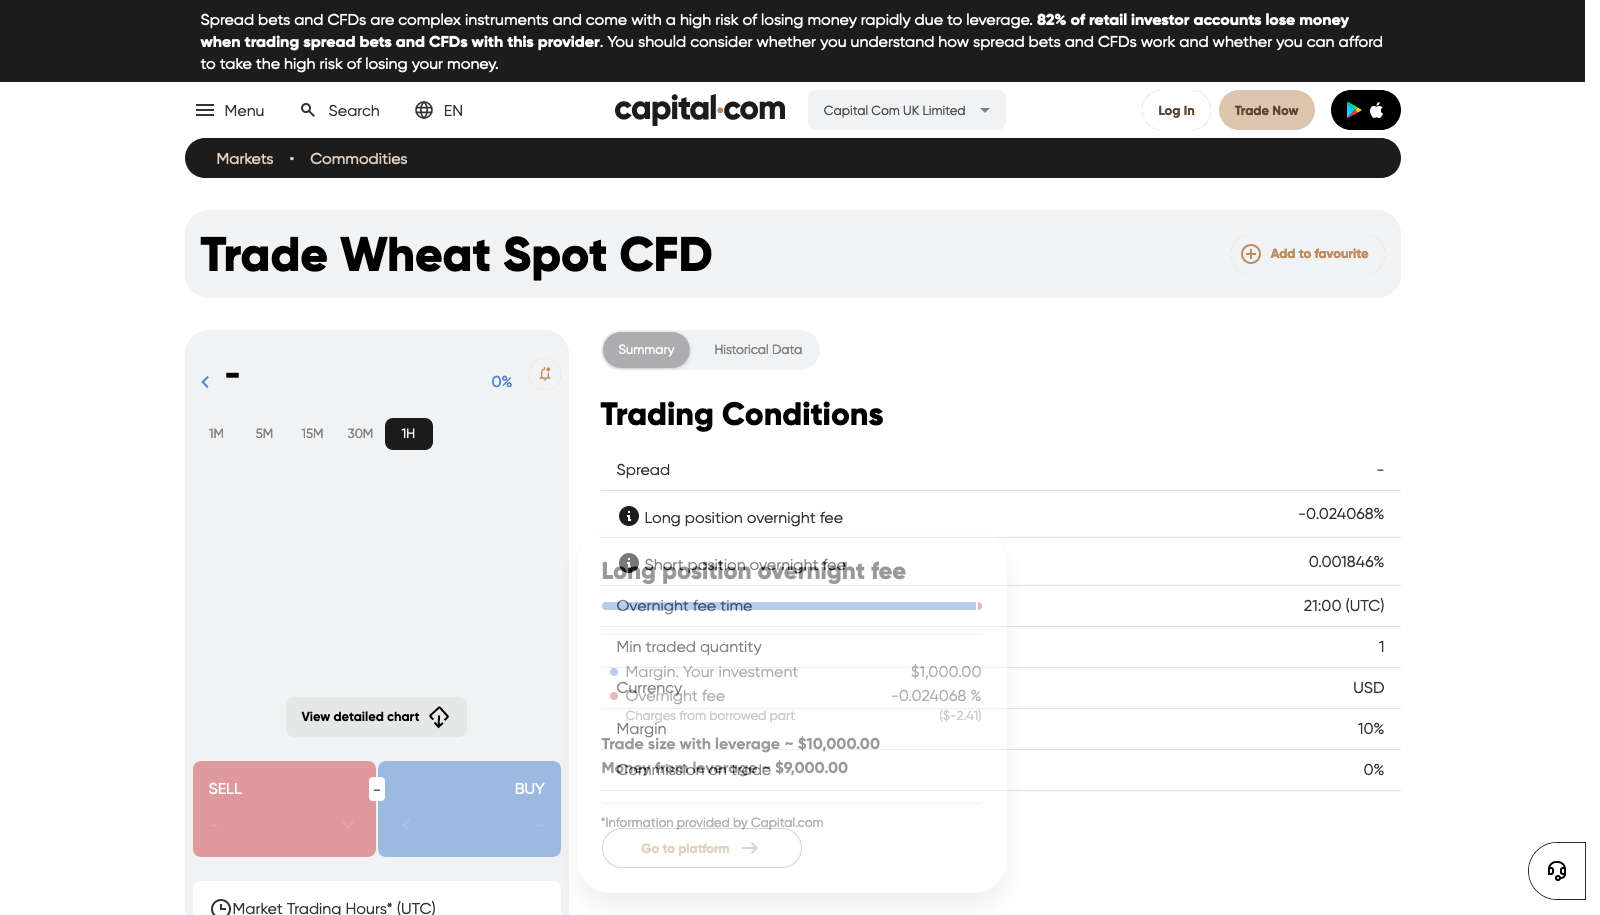 Spread bets and CFDs are complex instruments and come with a high risk of losing money rapidly due to leverage. 82% of retail investor accounts lose money
when trading spread bets and CFDs with this provider. You should consider whether you understand how spread bets and CFDs work and whether you can afford
to take the high risk of losing your money.
Menu
Search
EN
capital.com
Capital Com UK Limited
Log In
Trade Now
Markets • Commodities
Trade Wheat Spot CFD
Add to favourite
-
0%
1M 5M 15M 30M 1H
View detailed chart
SELL
-
-
BUY
-
Market Trading Hours* (UTC)
Summary
Historical Data
Trading Conditions
Spread -
Long position overnight fee -0.024068%
Short position overnight fee 0.001846%
Overnight fee time 21:00 (UTC)
Min traded quantity 1
Currency USD
Margin 10%
Commission on trade 0%
Long position overnight fee
Margin. Your investment $1,000.00
Overnight fee -0.024068 %
Charges from borrowed part ($-2.41)
Trade size with leverage ~ $10,000.00
Money from leverage ~ $9,000.00
*Information provided by Capital.com
Go to platform